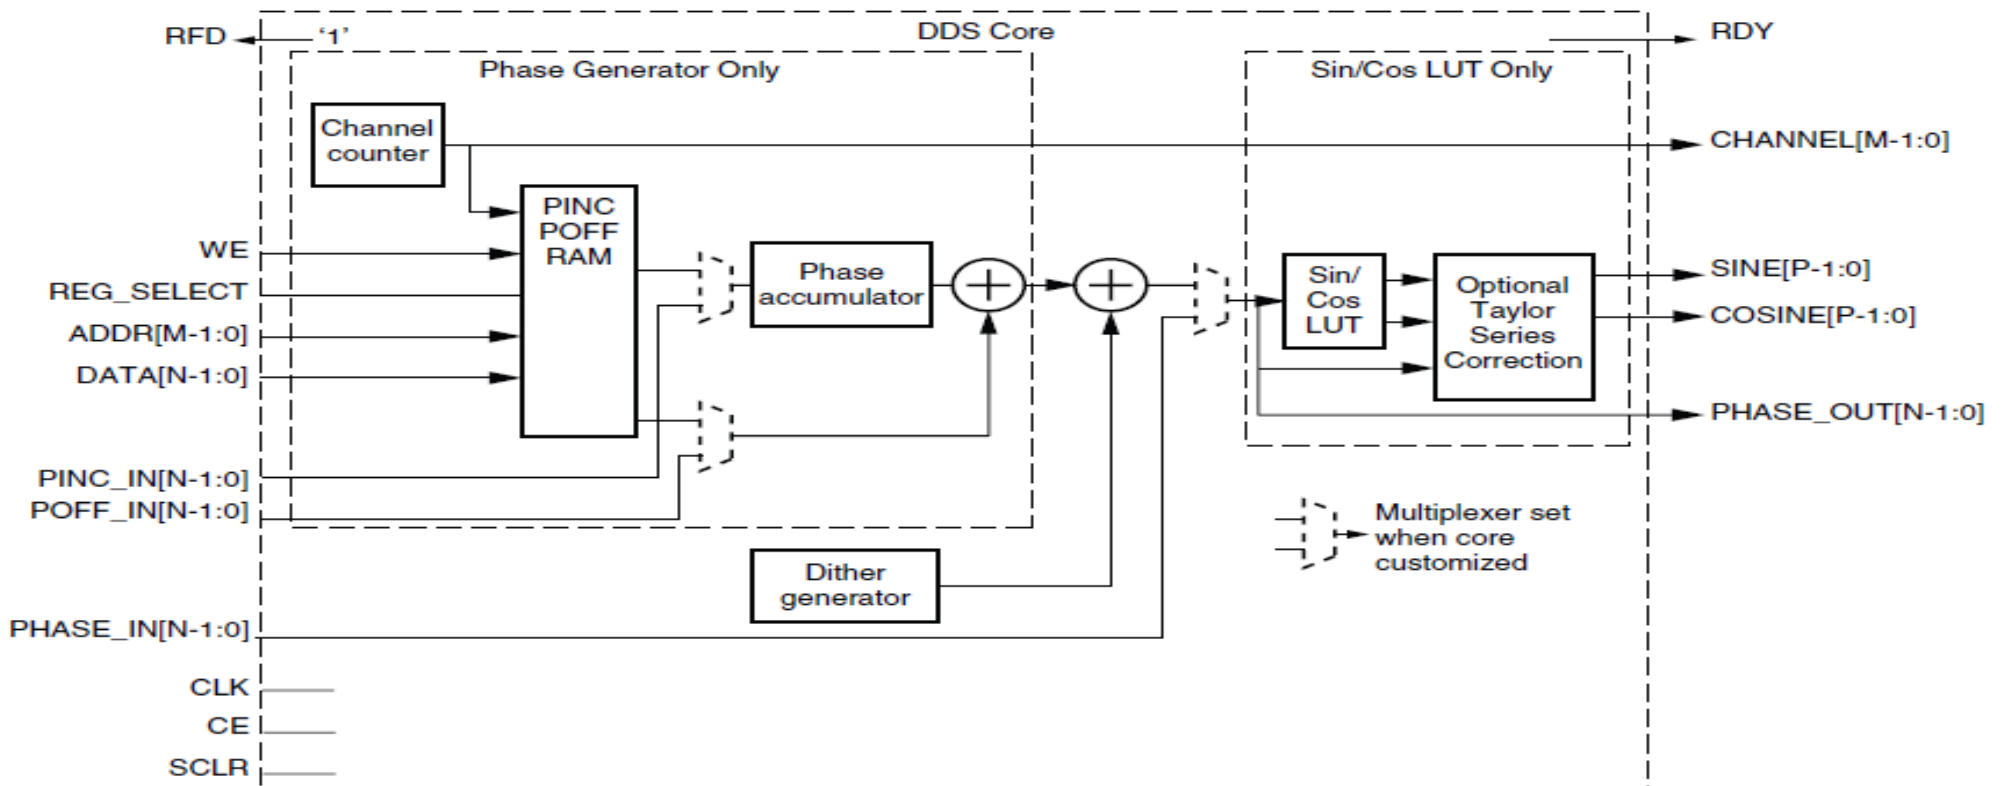 DDS Core
RFD
‘1’
RDY
Phase Generator Only
Sin/Cos LUT Only
Channel
counter
CHANNEL[M-1:0]
PINC
POFF
RAM
WE
REG_SELECT
ADDR[M-1:0]
DATA[N-1:0]
Phase
accumulator
Sin/
Cos
LUT
Optional
Taylor
Series
Correction
SINE[P-1:0]
COSINE[P-1:0]
PHASE_OUT[N-1:0]
PINC_IN[N-1:0]
POFF_IN[N-1:0]
Multiplexer set
when core
customized
Dither
generator
PHASE_IN[N-1:0]
CLK
CE
SCLR